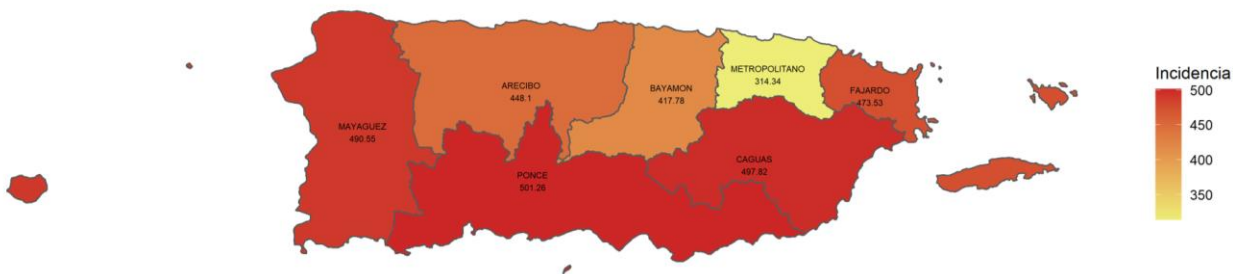 METROPOLITANO
314.34
ARECIBO
448.1
BAYAMON
417.78
FAJARDO
473.53
MAYAGUEZ
490.55
CAGUAS
497.82
PONCE
501.26
Incidencia
500
450
400
350